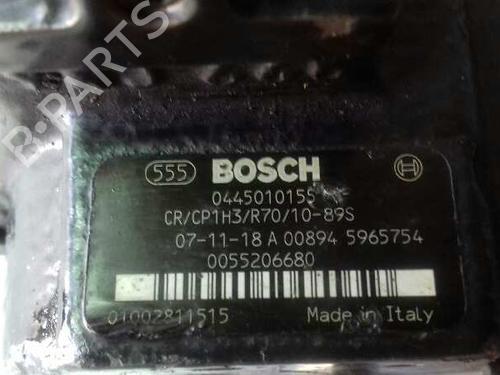 B-PARTS
555 BOSCH
0445010155
CR/CP1H3/R70/10-89S
07-11-18 A 00894 5965754
0055206680
01002811515 Made in Italy